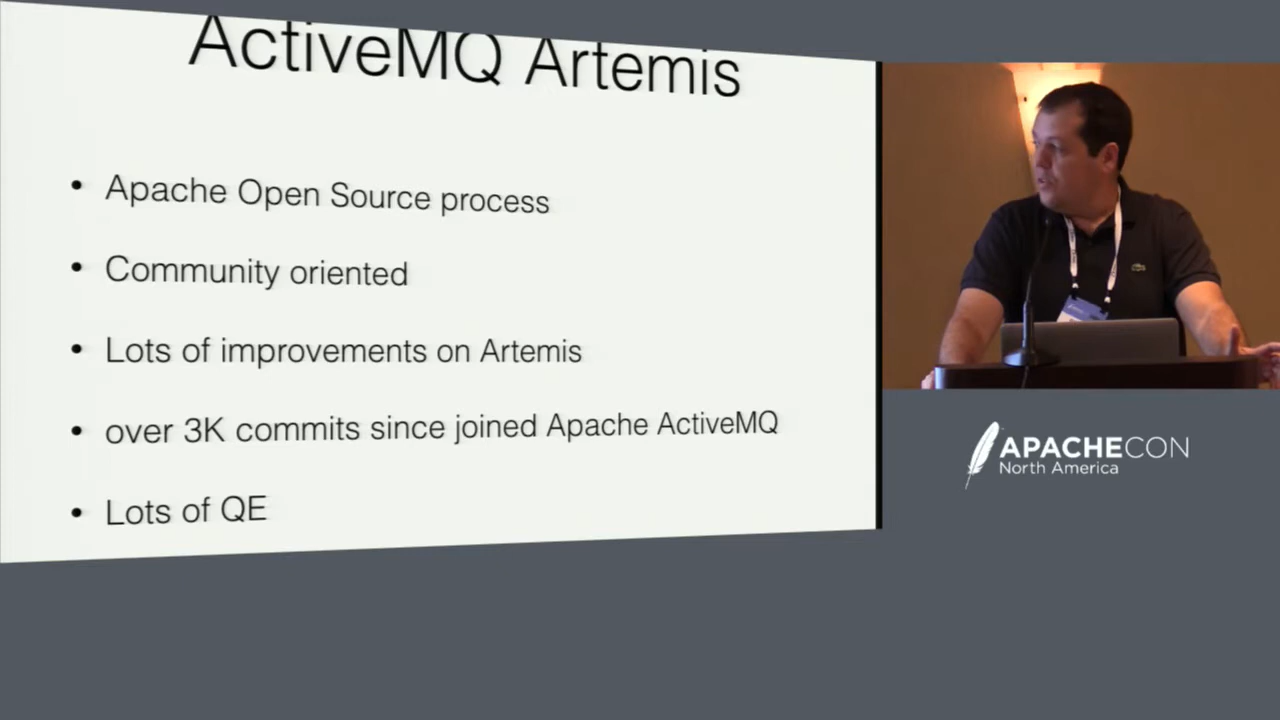 ActiveMQ Artemis
• Apache Open Source process
• Community oriented
• Lots of improvements on Artemis
• over 3K commits since joined Apache ActiveMQ
• Lots of QE
APACHECON
North America